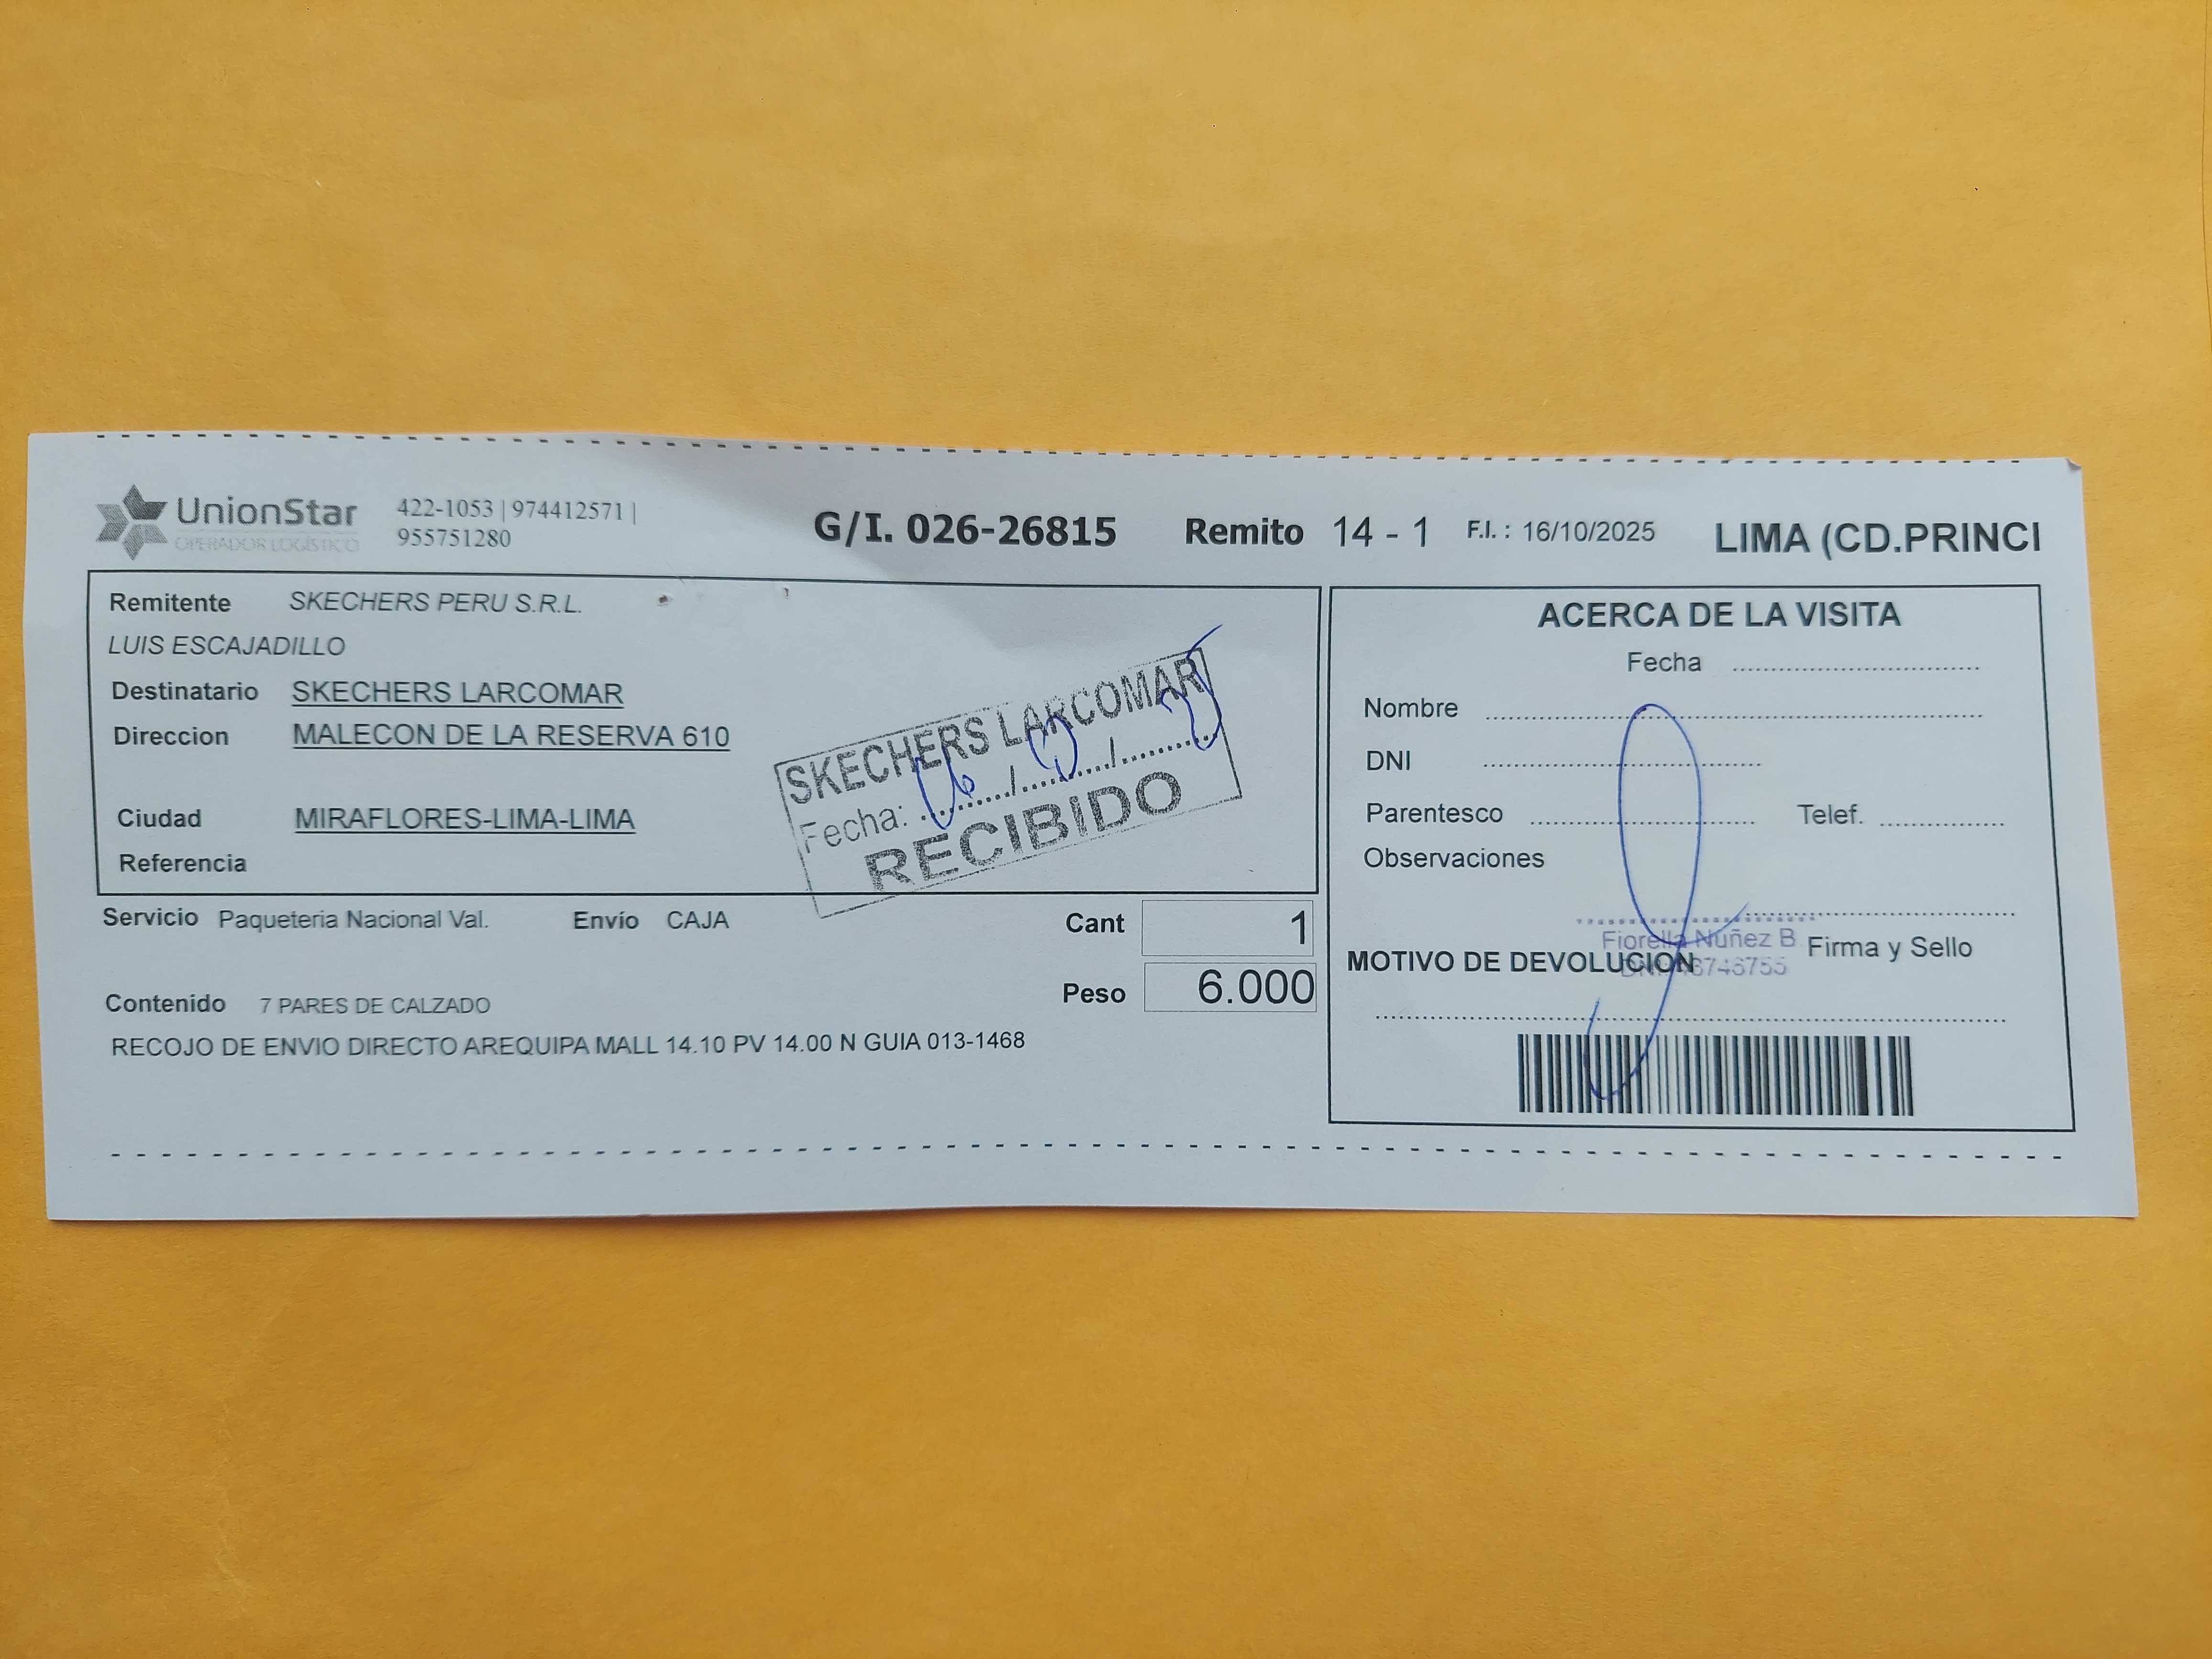 UnionStar
OPERADOR LOGÍSTICO
422-1053 | 974412571 |
955751280
G/I. 026-26815 Remito 14 - 1 F.I. : 16/10/2025 LIMA (CD.PRINCI
Remitente SKECHERS PERU S.R.L.
LUIS ESCAJADILLO
Destinatario SKECHERS LARCOMAR
Direccion MALECON DE LA RESERVA 610
Ciudad MIRAFLORES-LIMA-LIMA
Referencia
SKECHERS LARCOMAR
Fecha:
RECIBIDO
Servicio Paqueteria Nacional Val. Envío CAJA
Cant 1
Peso 6.000
Contenido 7 PARES DE CALZADO
RECOJO DE ENVIO DIRECTO AREQUIPA MALL 14.10 PV 14.00 N GUIA 013-1468
ACERCA DE LA VISITA
Fecha
Nombre
DNI
Parentesco Telef.
Observaciones
Fiorella Nuñez B
Firma y Sello
MOTIVO DE DEVOLUCION